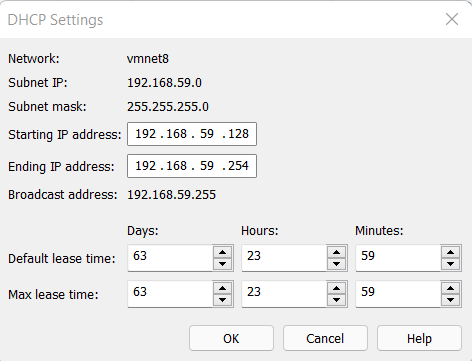 DHCP Settings
Network: vmnet8
Subnet IP: 192.168.59.0
Subnet mask: 255.255.255.0
Starting IP address: 192 . 168 . 59 . 128
Ending IP address: 192 . 168 . 59 . 254
Broadcast address: 192.168.59.255
Days: Hours: Minutes:
Default lease time: 63 23 59
Max lease time: 63 23 59
OK Cancel Help